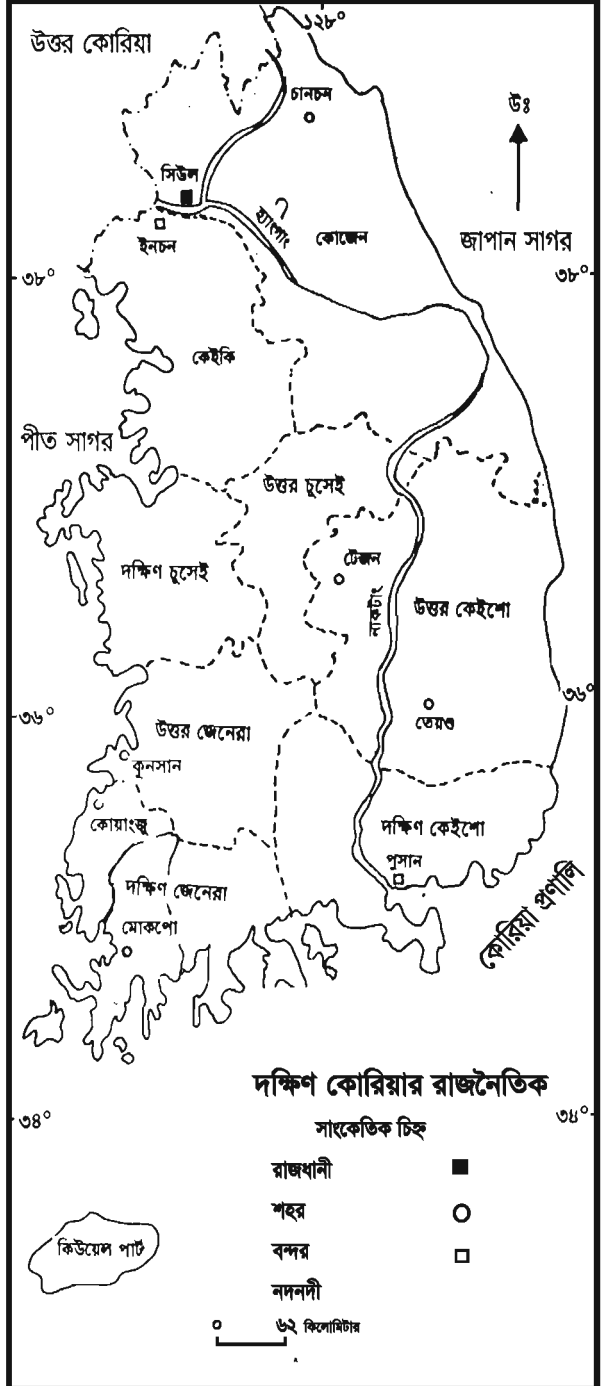 ১২৮°
উত্তর কোরিয়া
চানচন
উঃ
সিউল
হ্যাংগাং
কোজেন
জাপান সাগর
ইনচন
৩৮°
৩৮°
কেইকি
পীত সাগর
উত্তর চুসেই
টেজন
দক্ষিণ চুসেই
নাকটাং
উত্তর কেইশো
৩৬°
৩৬°
তেয়গু
উত্তর জেনেরা
কুনসান
কোয়াংজু
দক্ষিণ কেইশো
পুসান
দক্ষিণ জেনেরা
মোকপো
কোরিয়া প্রণালি
দক্ষিণ কোরিয়ার রাজনৈতিক
৩৪°
৩৪°
সাংকেতিক চিহ্ন
রাজধানী
শহর
বন্দর
নদনদী
কিউয়েল পার্ট
০ ৬২ কিলোমিটার